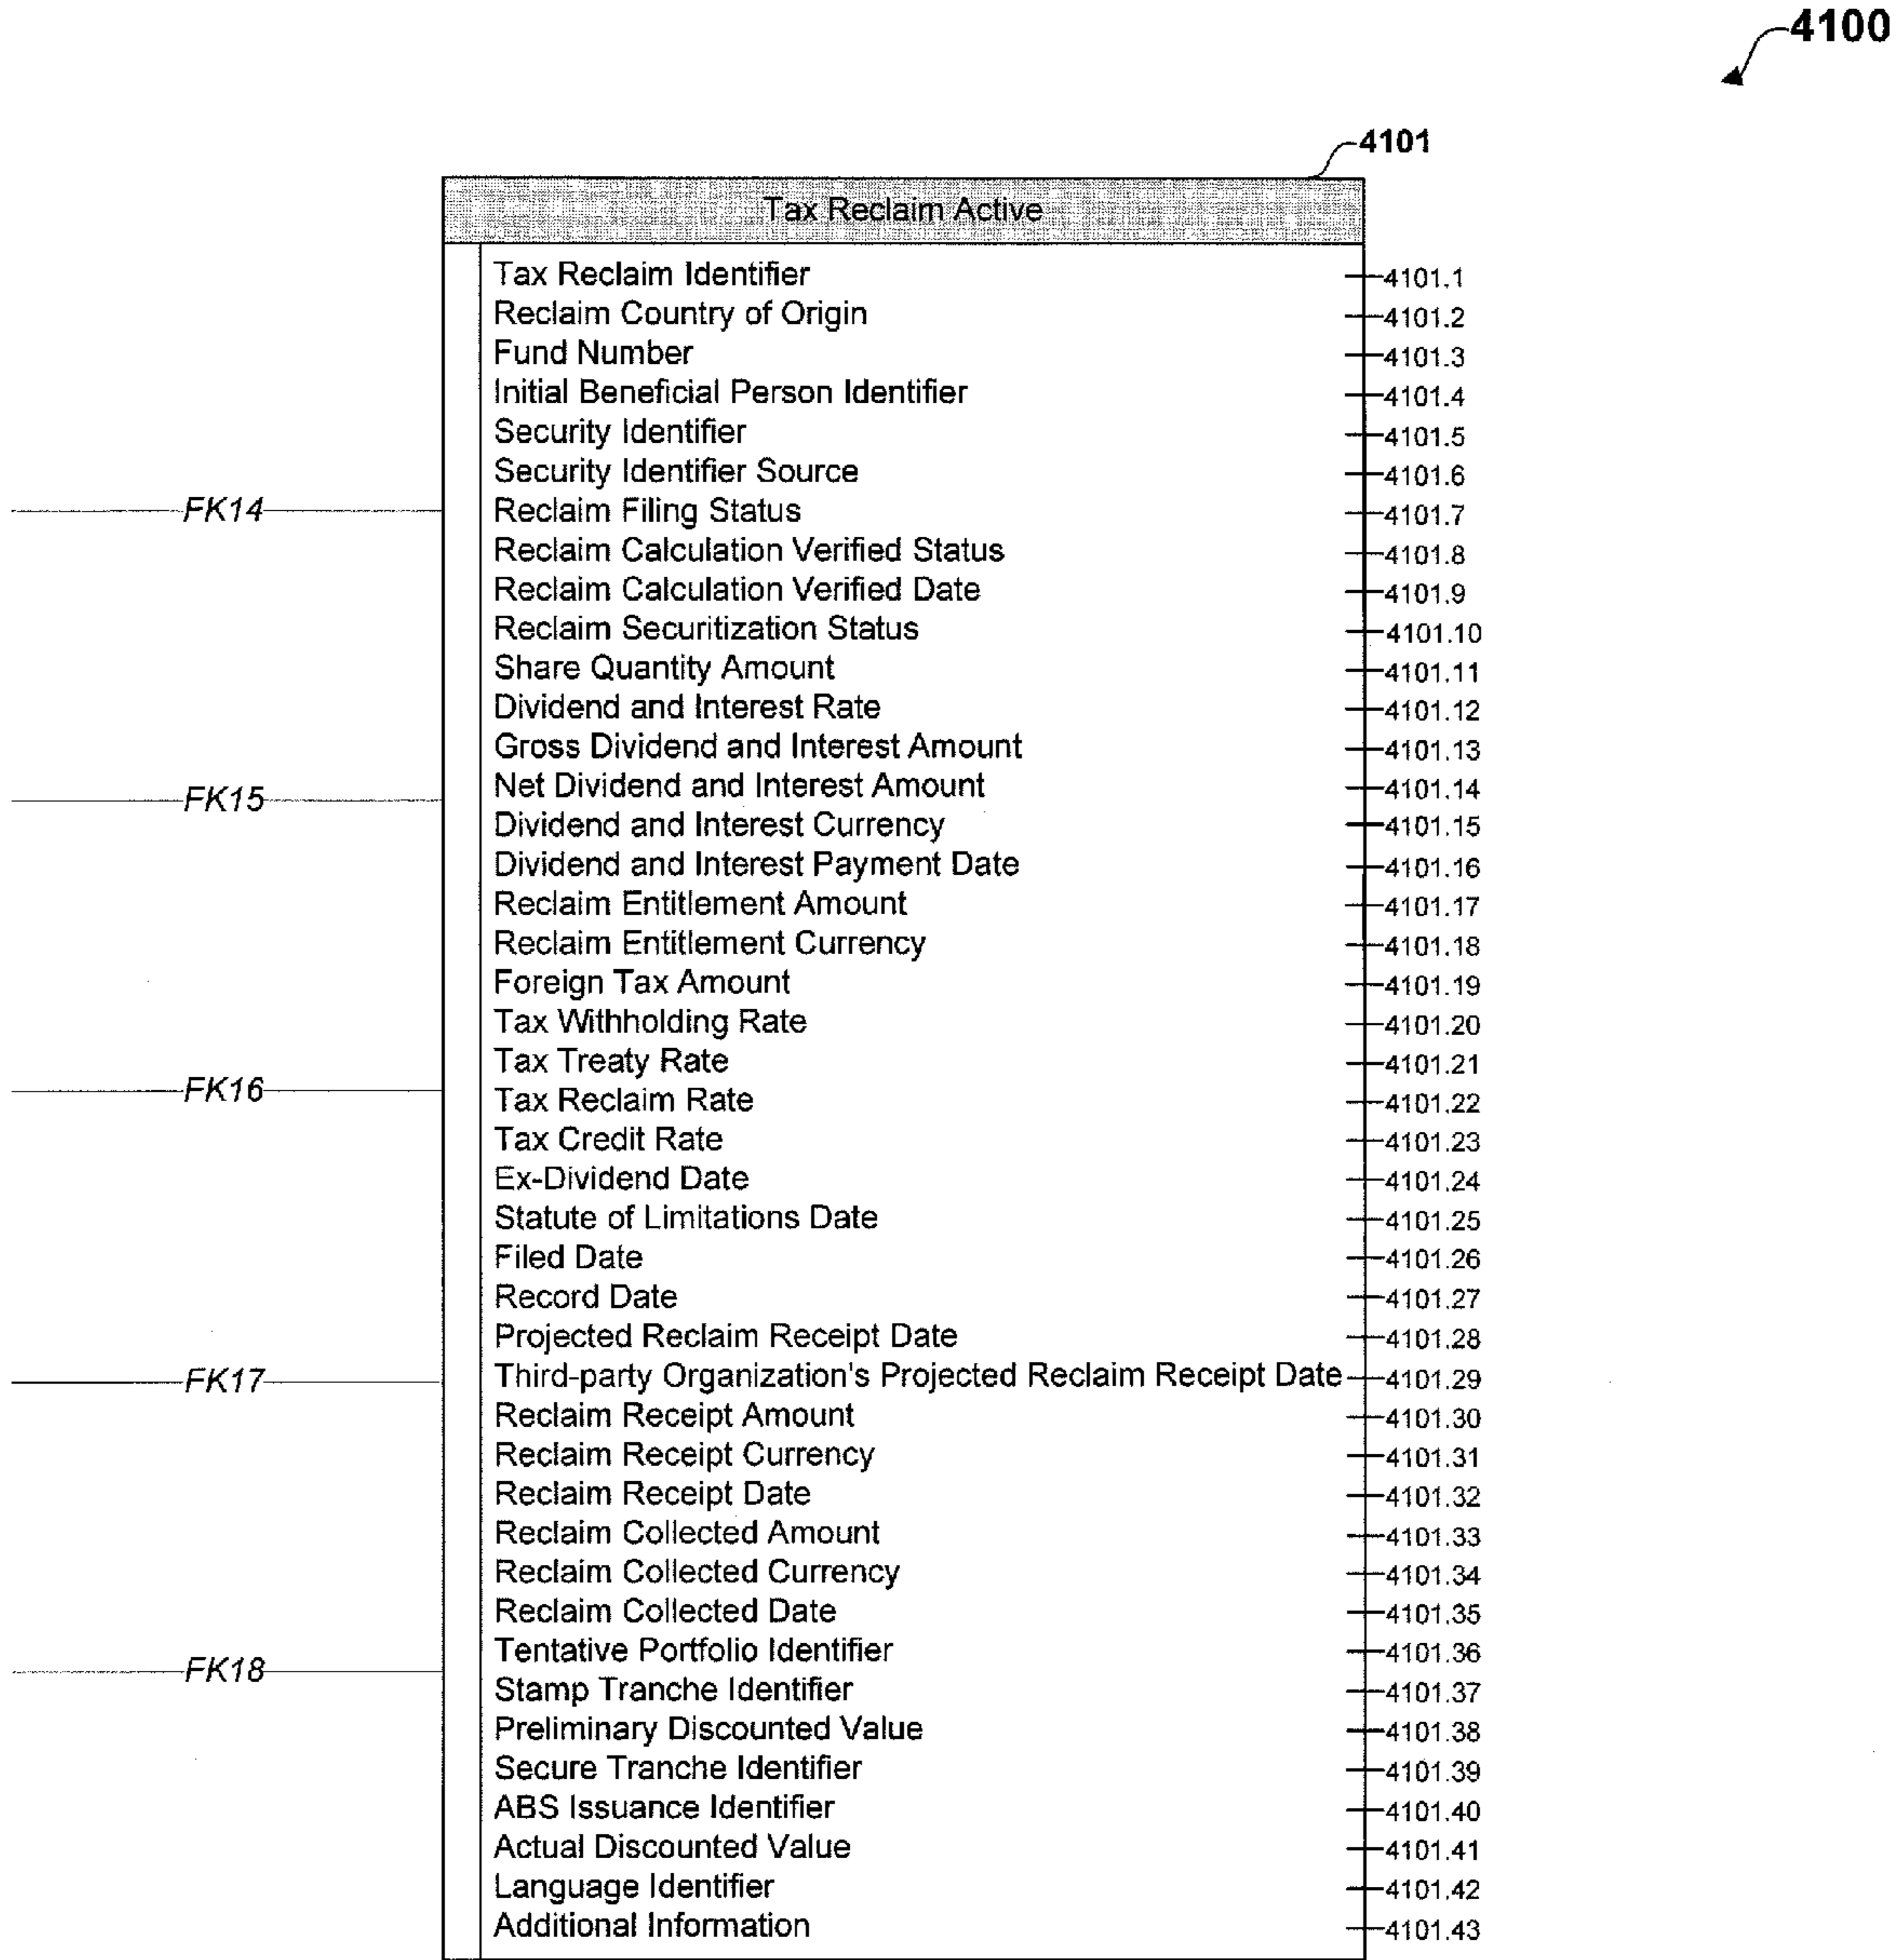 4100
4101
Tax Reclaim Active
Tax Reclaim Identifier 4101.1
Reclaim Country of Origin 4101.2
Fund Number 4101.3
Initial Beneficial Person Identifier 4101.4
Security Identifier 4101.5
Security Identifier Source 4101.6
FK14 Reclaim Filing Status 4101.7
Reclaim Calculation Verified Status 4101.8
Reclaim Calculation Verified Date 4101.9
Reclaim Securitization Status 4101.10
Share Quantity Amount 4101.11
Dividend and Interest Rate 4101.12
Gross Dividend and Interest Amount 4101.13
FK15 Net Dividend and Interest Amount 4101.14
Dividend and Interest Currency 4101.15
Dividend and Interest Payment Date 4101.16
Reclaim Entitlement Amount 4101.17
Reclaim Entitlement Currency 4101.18
Foreign Tax Amount 4101.19
Tax Withholding Rate 4101.20
Tax Treaty Rate 4101.21
FK16 Tax Reclaim Rate 4101.22
Tax Credit Rate 4101.23
Ex-Dividend Date 4101.24
Statute of Limitations Date 4101.25
Filed Date 4101.26
Record Date 4101.27
Projected Reclaim Receipt Date 4101.28
FK17 Third-party Organization's Projected Reclaim Receipt Date 4101.29
Reclaim Receipt Amount 4101.30
Reclaim Receipt Currency 4101.31
Reclaim Receipt Date 4101.32
Reclaim Collected Amount 4101.33
Reclaim Collected Currency 4101.34
Reclaim Collected Date 4101.35
Tentative Portfolio Identifier 4101.36
FK18 Stamp Tranche Identifier 4101.37
Preliminary Discounted Value 4101.38
Secure Tranche Identifier 4101.39
ABS Issuance Identifier 4101.40
Actual Discounted Value 4101.41
Language Identifier 4101.42
Additional Information 4101.43